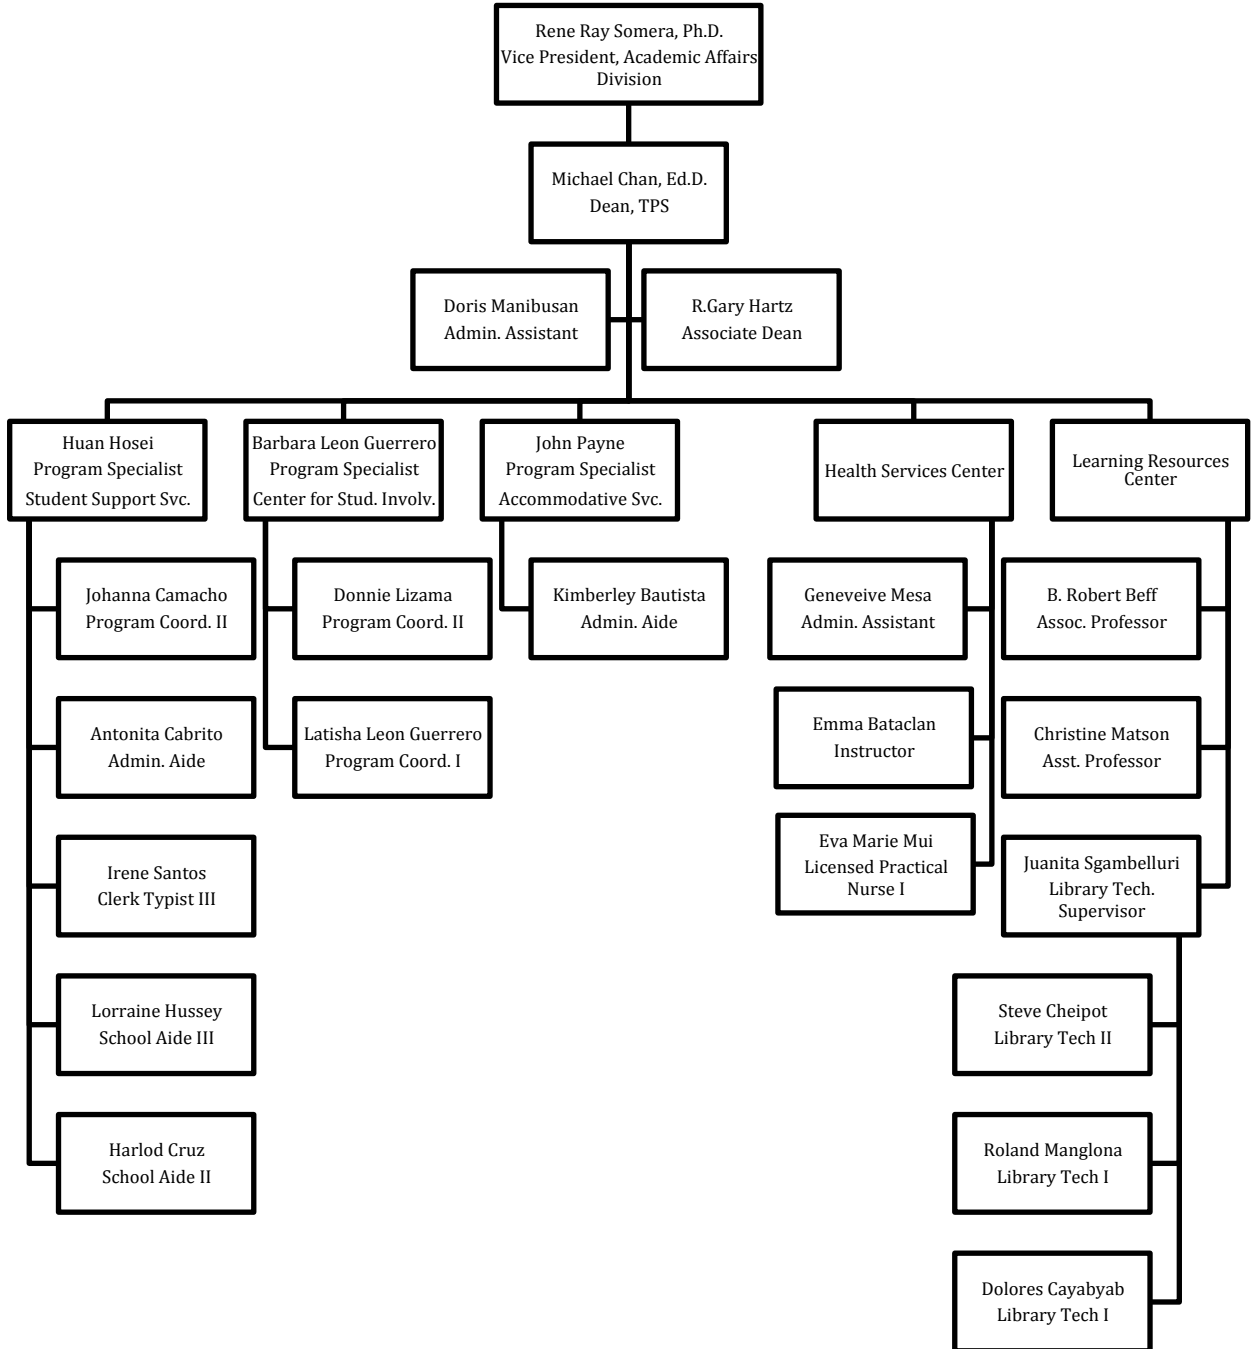 Rene Ray Somera, Ph.D.
Vice President, Academic Affairs
Division
Michael Chan, Ed.D.
Dean, TPS
Doris Manibusan
Admin. Assistant
R.Gary Hartz
Associate Dean
Huan Hosei
Program Specialist
Student Support Svc.
Barbara Leon Guerrero
Program Specialist
Center for Stud. Involv.
John Payne
Program Specialist
Accommodative Svc.
Health Services Center
Learning Resources
Center
Johanna Camacho
Program Coord. II
Antonita Cabrito
Admin. Aide
Irene Santos
Clerk Typist III
Lorraine Hussey
School Aide III
Harlod Cruz
School Aide II
Donnie Lizama
Program Coord. II
Latisha Leon Guerrero
Program Coord. I
Kimberley Bautista
Admin. Aide
Geneveive Mesa
Admin. Assistant
Emma Bataclan
Instructor
Eva Marie Mui
Licensed Practical
Nurse I
B. Robert Beff
Assoc. Professor
Christine Matson
Asst. Professor
Juanita Sgambelluri
Library Tech.
Supervisor
Steve Cheipot
Library Tech II
Roland Manglona
Library Tech I
Dolores Cayabyab
Library Tech I